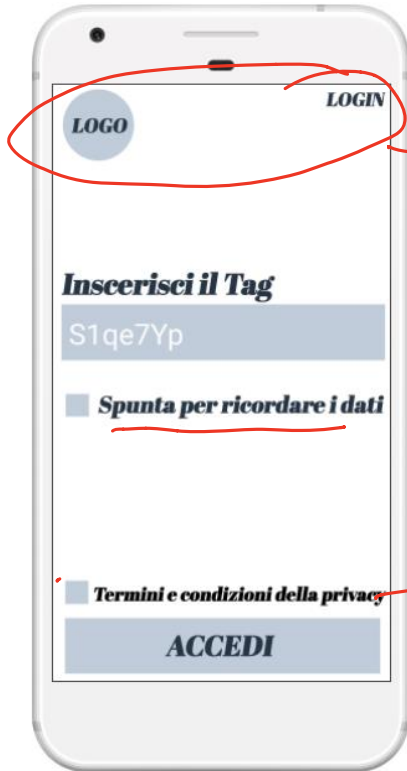 LOGO
LOGIN
Inscerisci il Tag
S1qe7Yp
Spunta per ricordare i dati
Termini e condizioni della privacy
ACCEDI